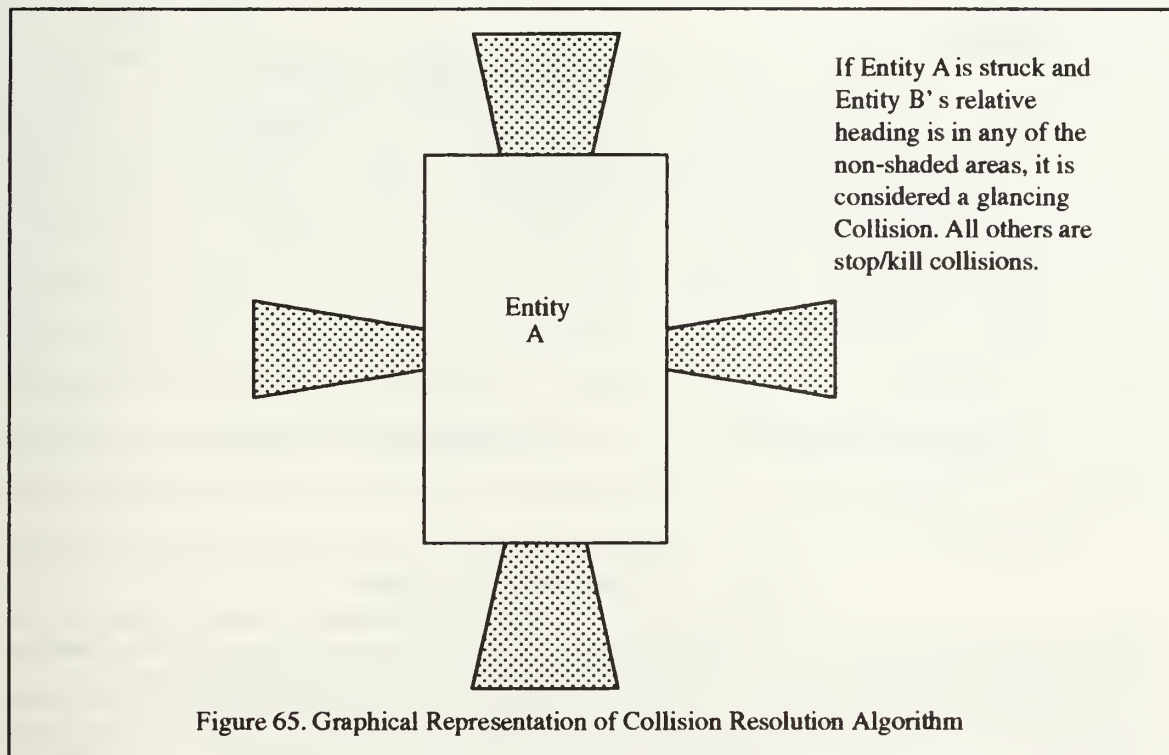 If Entity A is struck and
Entity B' s relative
heading is in any of the
non-shaded areas, it is
considered a glancing
Collision. All others are
stop/kill collisions.
Entity
A
Figure 65. Graphical Representation of Collision Resolution Algorithm